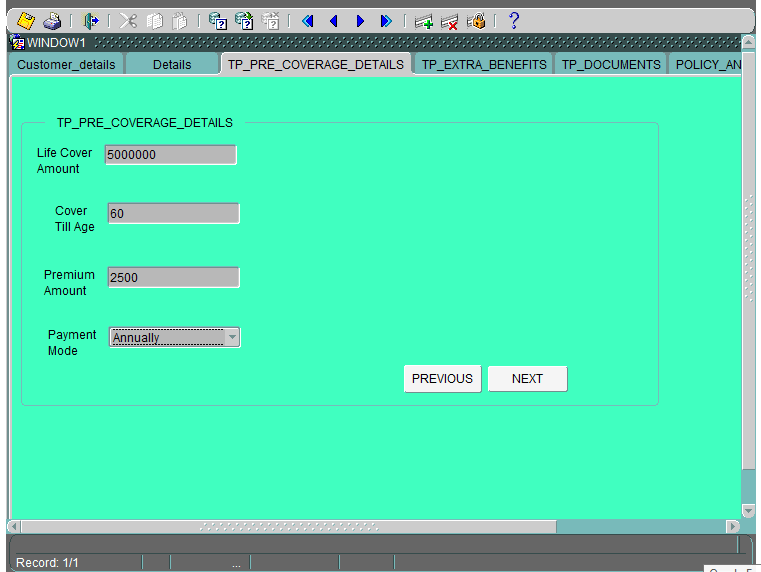 WINDOW1
Customer_details Details TP_PRE_COVERAGE_DETAILS TP_EXTRA_BENEFITS TP_DOCUMENTS POLICY_AN
TP_PRE_COVERAGE_DETAILS
Life Cover
Amount
5000000
Cover
Till Age
60
Premium
Amount
2500
Payment
Mode
Annually
PREVIOUS NEXT
Record: 1/1
...